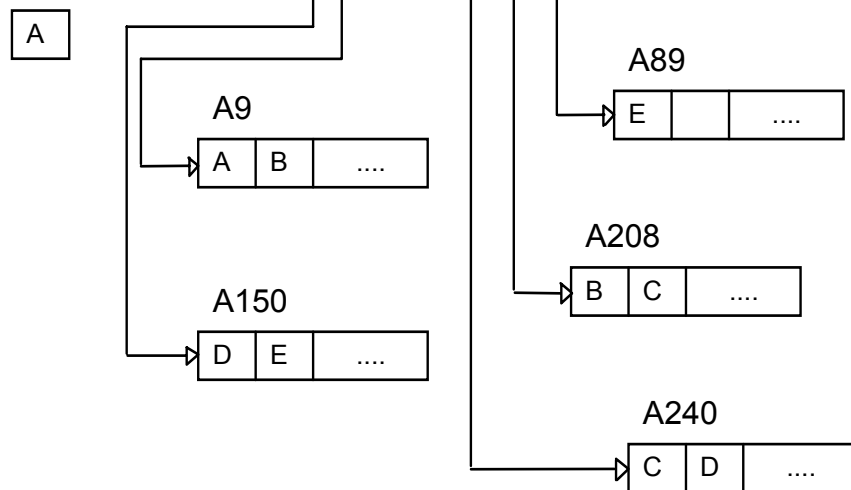 A
A89
E ....
A9
A B ....
A208
B C ....
A150
D E ....
A240
C D ....